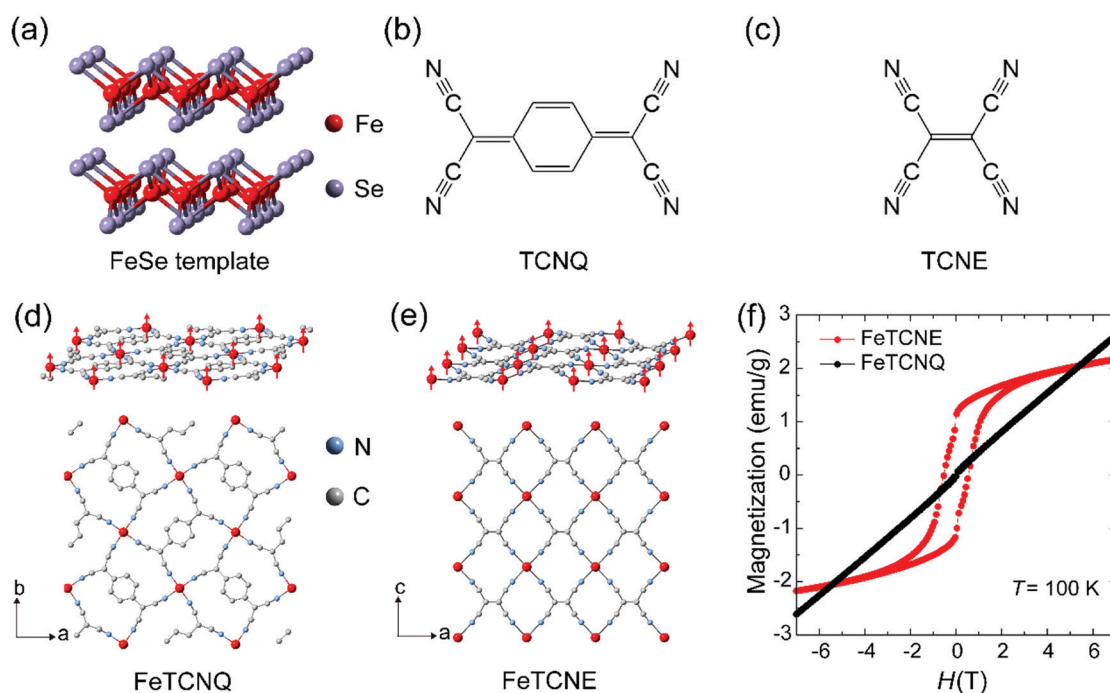 (a)
Fe
Se
FeSe template
(b)
N
N
C
C
C
C
N
N
TCNQ
(c)
N
N
C
C
C
C
N
N
TCNE
(d)
N
C
b
a
FeTCNQ
(e)
c
a
FeTCNE
(f)
FeTCNE
FeTCNQ
Magnetization (emu/g)
3
2
1
0
-1
-2
-3
T = 100 K
-6 -4 -2 0 2 4 6
H(T)